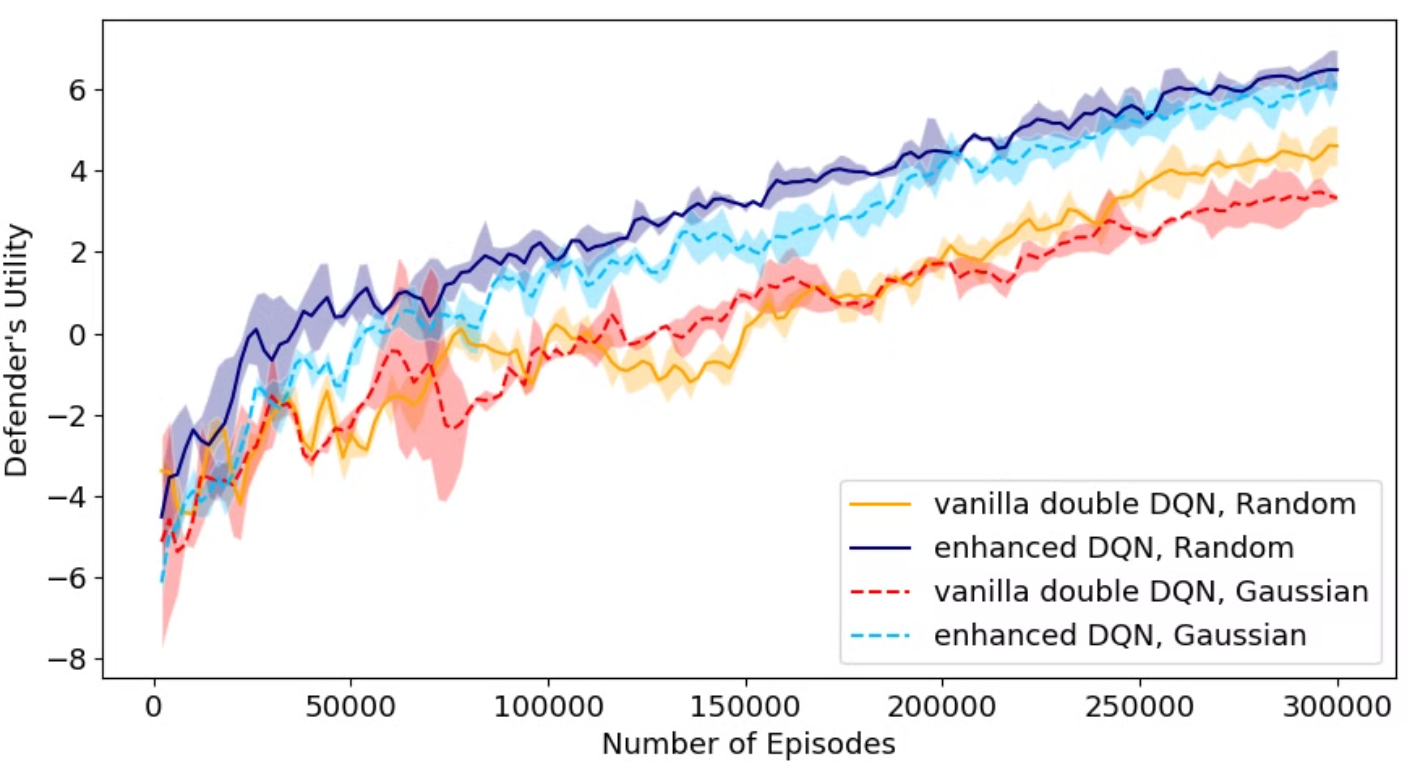 6
4
2
0
−2
−4
−6
−8
Defender's Utility
0 50000 100000 150000 200000 250000 300000
Number of Episodes
vanilla double DQN, Random
enhanced DQN, Random
vanilla double DQN, Gaussian
enhanced DQN, Gaussian